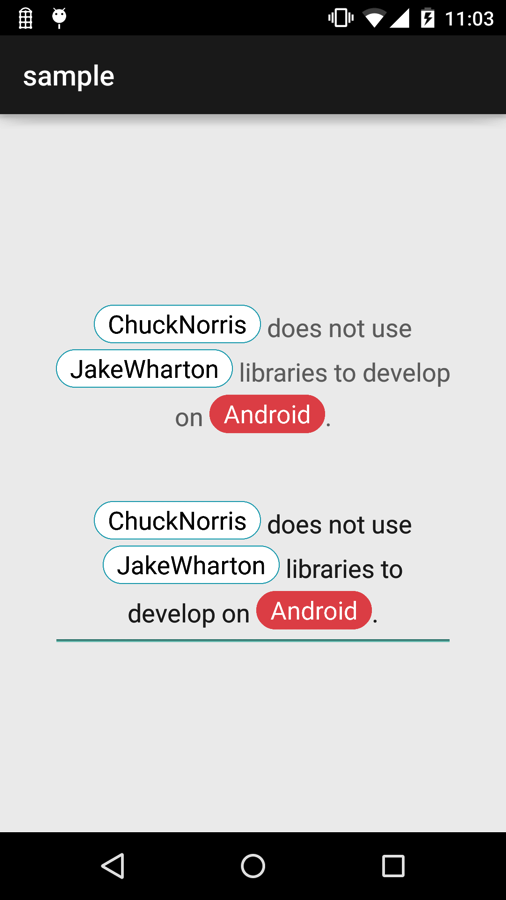 11:03
sample
ChuckNorris does not use
JakeWharton libraries to develop
on Android.
ChuckNorris does not use
JakeWharton libraries to
develop on Android.